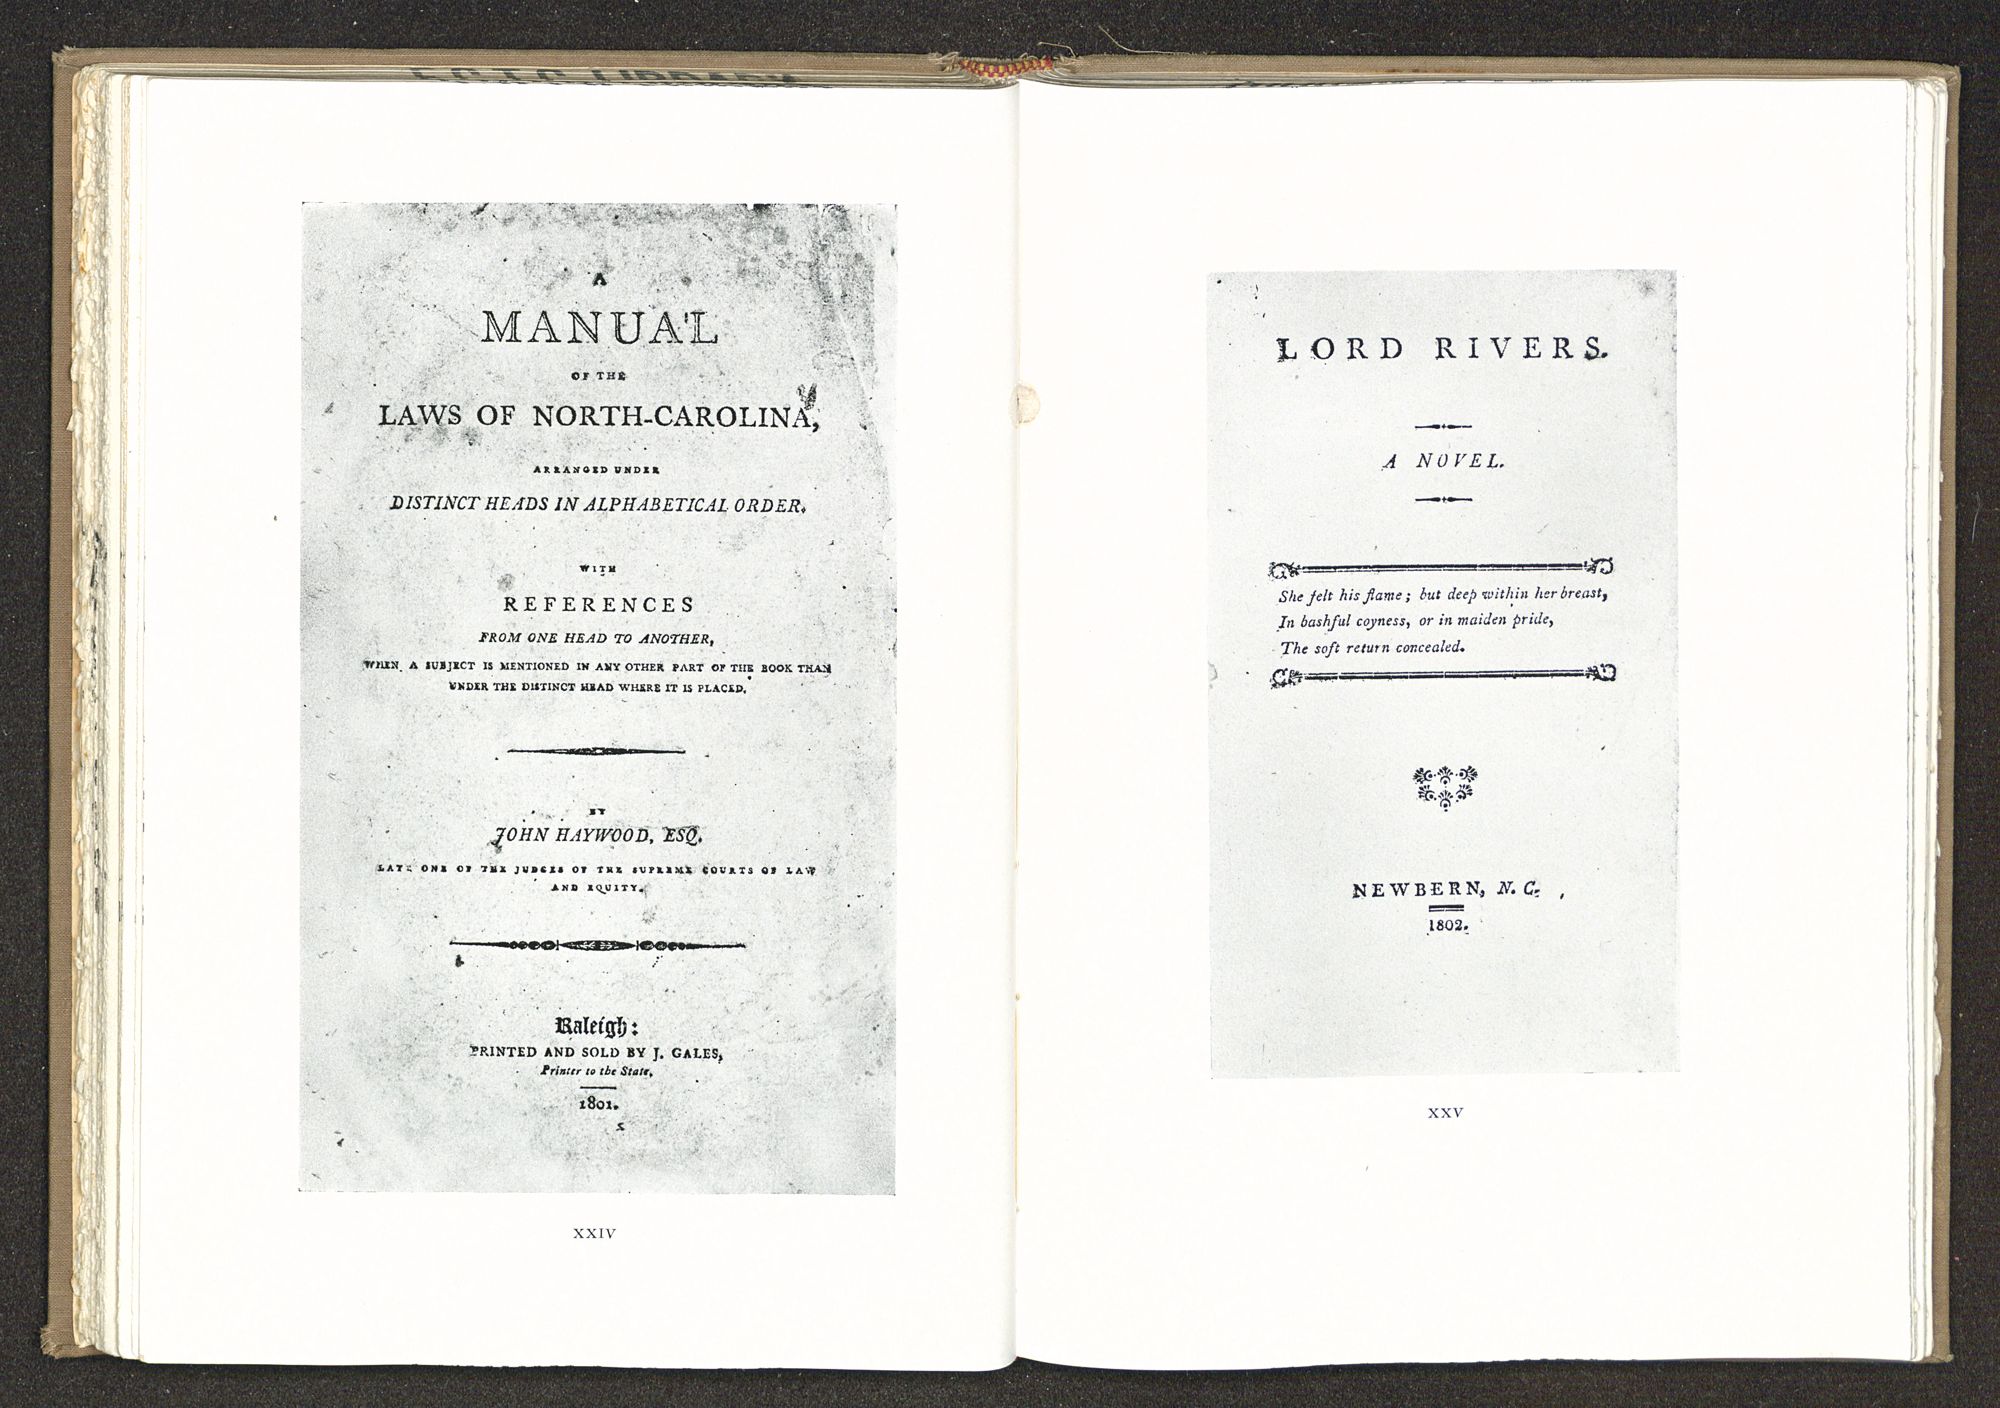 E.C.T.C. LIBRARY
A
MANUAL
OF THE
LAWS OF NORTH-CAROLINA,
ARRANGED UNDER
DISTINCT HEADS IN ALPHABETICAL ORDER.
WITH
REFERENCES
FROM ONE HEAD TO ANOTHER,
WHEN A SUBJECT IS MENTIONED IN ANY OTHER PART OF THE BOOK THAN
UNDER THE DISTINCT HEAD WHERE IT IS PLACED.
BY
JOHN HAYWOOD, ESQ.
LATE ONE OF THE JUDGES OF THE SUPREME COURTS OF LAW
AND EQUITY.
Raleigh:
PRINTED AND SOLD BY J. GALES,
Printer to the State.
1801.
XXIV
LORD RIVERS.
A NOVEL.
She felt his flame; but deep within her breast,
In bashful coyness, or in maiden pride,
The soft return concealed.
NEWBERN, N. C.
1802.
XXV